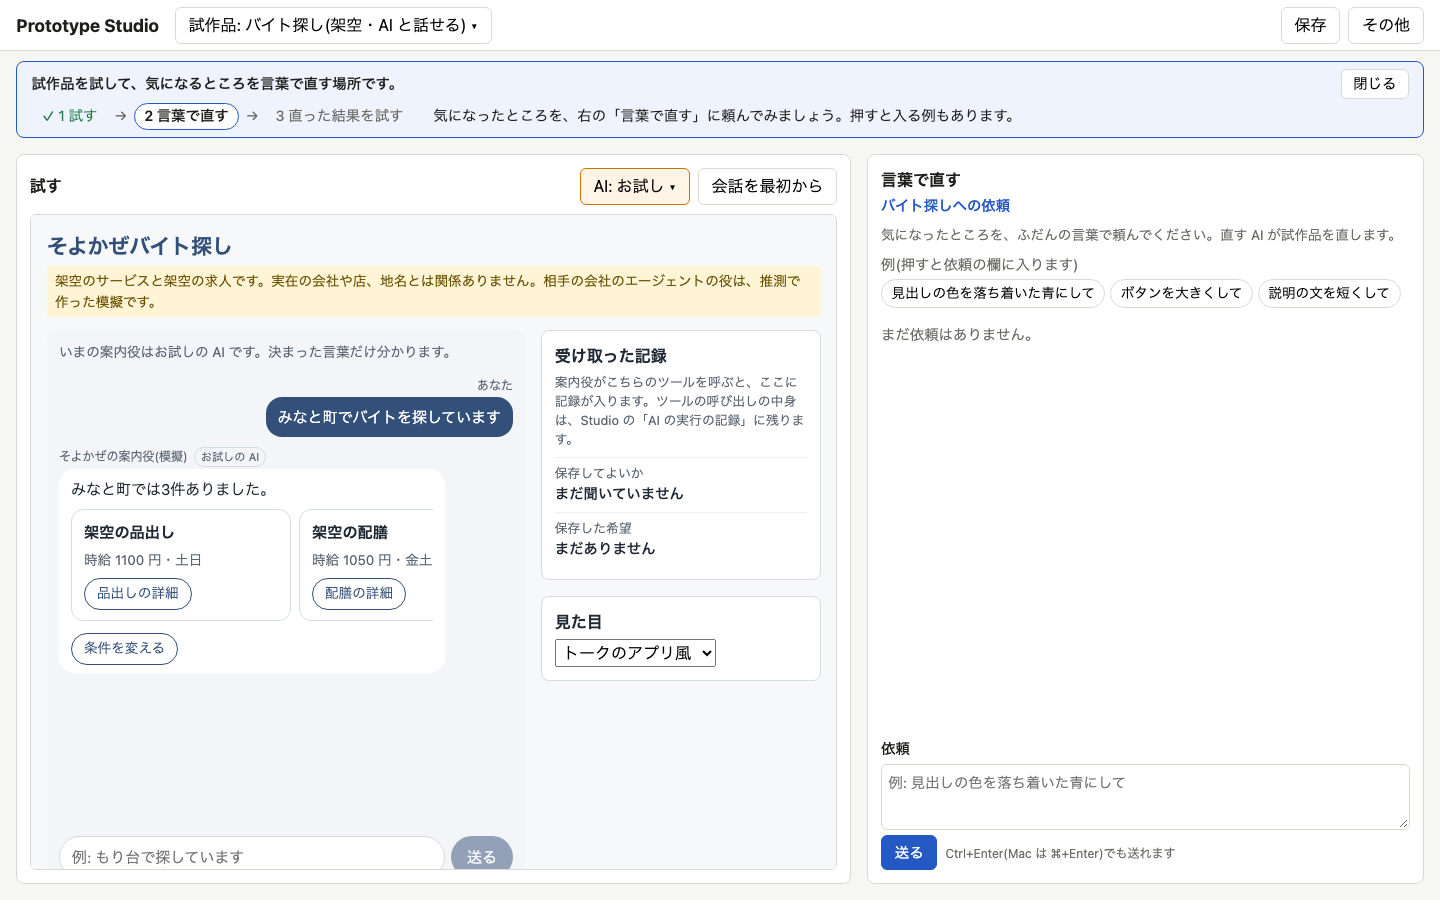 Prototype Studio
試作品: バイト探し(架空・AI と話せる) ▾
保存
その他
試作品を試して、気になるところを言葉で直す場所です。
閉じる
✓ 1 試す → 2 言葉で直す → 3 直った結果を試す 気になったところを、右の「言葉で直す」に頼んでみましょう。押すと入る例もあります。
試す
AI: お試し ▾
会話を最初から
そよかぜバイト探し
架空のサービスと架空の求人です。実在の会社や店、地名とは関係ありません。相手の会社のエージェントの役は、推測で
作った模擬です。
いまの案内役はお試しの AI です。決まった言葉だけ分かります。
あなた
みなと町でバイトを探しています
そよかぜの案内役(模擬) お試しの AI
みなと町では3件ありました。
架空の品出し
時給 1100 円・土日
品出しの詳細
架空の配膳
時給 1050 円・金土
配膳の詳細
条件を変える
例: もり台で探しています
送る
受け取った記録
案内役がこちらのツールを呼ぶと、ここに
記録が入ります。ツールの呼び出しの中身
は、Studio の「AI の実行の記録」に残りま
す。
保存してよいか
まだ聞いていません
保存した希望
まだありません
見た目
トークのアプリ風
言葉で直す
バイト探しへの依頼
気になったところを、ふだんの言葉で頼んでください。直す AI が試作品を直します。
例(押すと依頼の欄に入ります)
見出しの色を落ち着いた青にして
ボタンを大きくして
説明の文を短くして
まだ依頼はありません。
依頼
例: 見出しの色を落ち着いた青にして
送る
Ctrl+Enter(Mac は ⌘+Enter)でも送れます